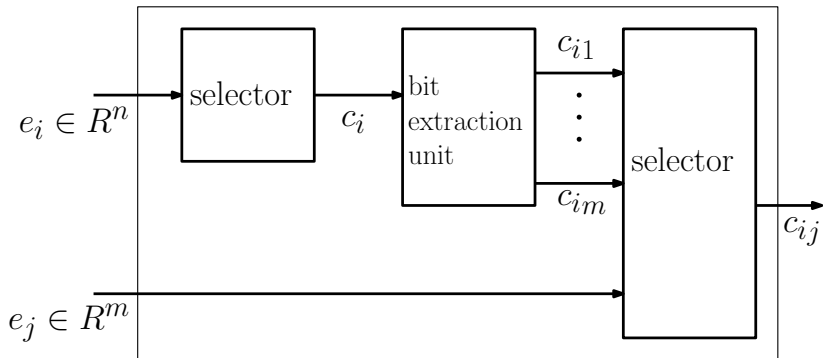 e_i ∈ R^n
selector
c_i
bit
extraction
unit
c_{i1}
c_{im}
selector
c_{ij}
e_j ∈ R^m